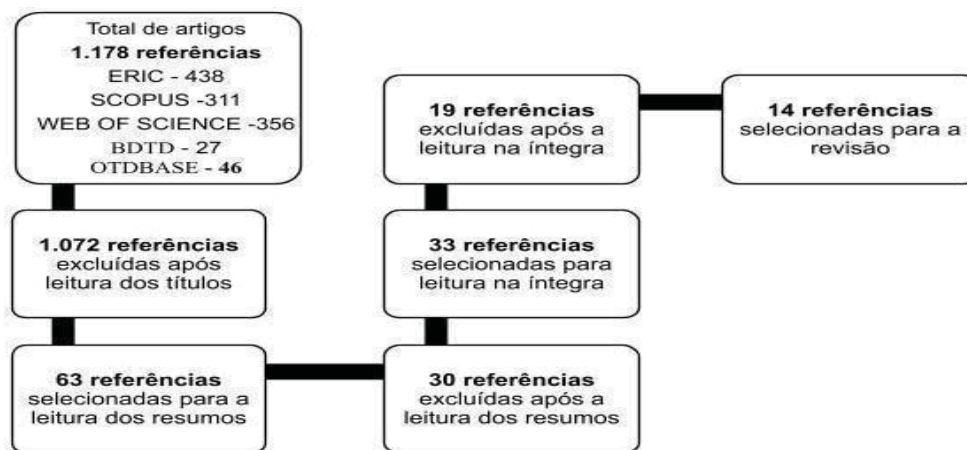 Total de artigos
1.178 referências
ERIC - 438
SCOPUS -311
WEB OF SCIENCE -356
BDTD - 27
OTDBASE - 46
1.072 referências
excluídas após
leitura dos títulos
63 referências
selecionadas para a
leitura dos resumos
30 referências
excluídas após a
leitura dos resumos
33 referências
selecionadas para
leitura na íntegra
19 referências
excluídas após a
leitura na íntegra
14 referências
selecionadas para a
revisão